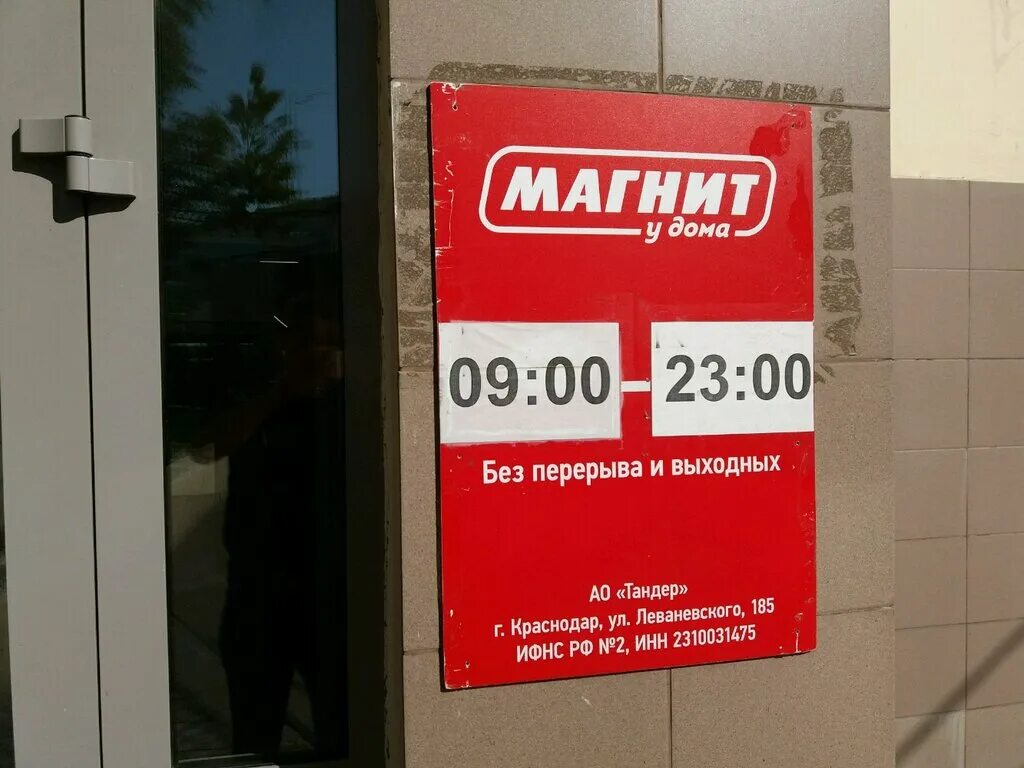 МАГНИТ
у дома
09:00 – 23:00
Без перерыва и выходных
АО «Тандер»
г. Краснодар, ул. Леваневского, 185
ИФНС РФ №2, ИНН 2310031475